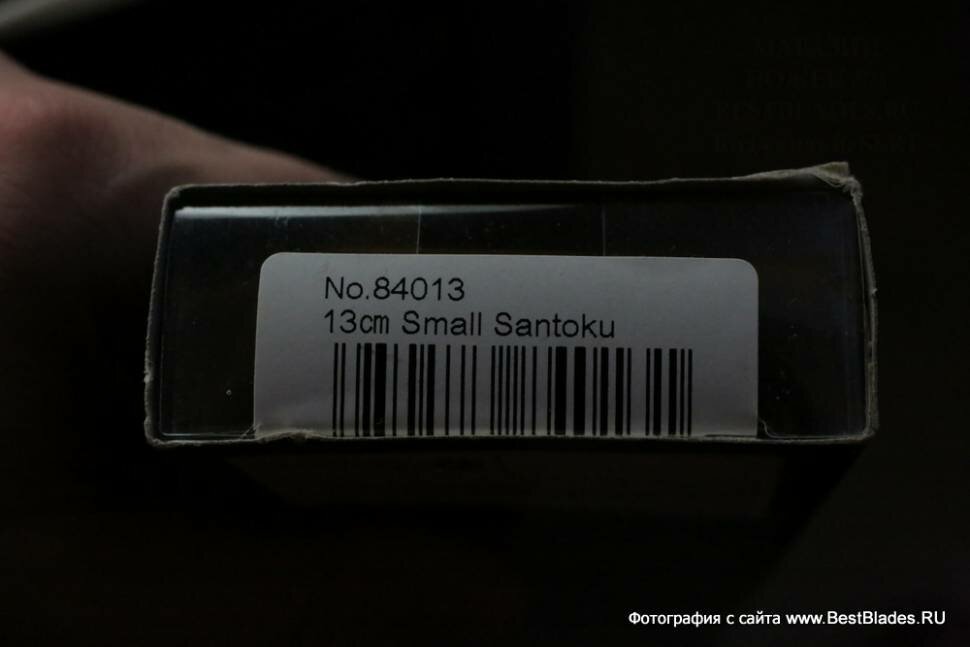 No.84013
13cm Small Santoku
Фотография с сайта www.BestBlades.RU